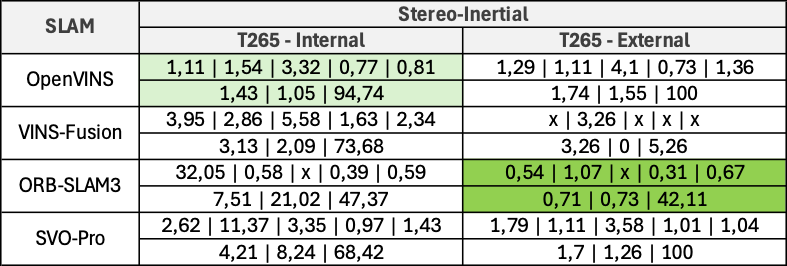 SLAM
Stereo-Inertial
T265 - Internal
T265 - External
OpenVINS
1,11 | 1,54 | 3,32 | 0,77 | 0,81
1,29 | 1,11 | 4,1 | 0,73 | 1,36
1,43 | 1,05 | 94,74
1,74 | 1,55 | 100
VINS-Fusion
3,95 | 2,86 | 5,58 | 1,63 | 2,34
x | 3,26 | x | x | x
3,13 | 2,09 | 73,68
3,26 | 0 | 5,26
ORB-SLAM3
32,05 | 0,58 | x | 0,39 | 0,59
0,54 | 1,07 | x | 0,31 | 0,67
7,51 | 21,02 | 47,37
0,71 | 0,73 | 42,11
SVO-Pro
2,62 | 11,37 | 3,35 | 0,97 | 1,43
1,79 | 1,11 | 3,58 | 1,01 | 1,04
4,21 | 8,24 | 68,42
1,7 | 1,26 | 100